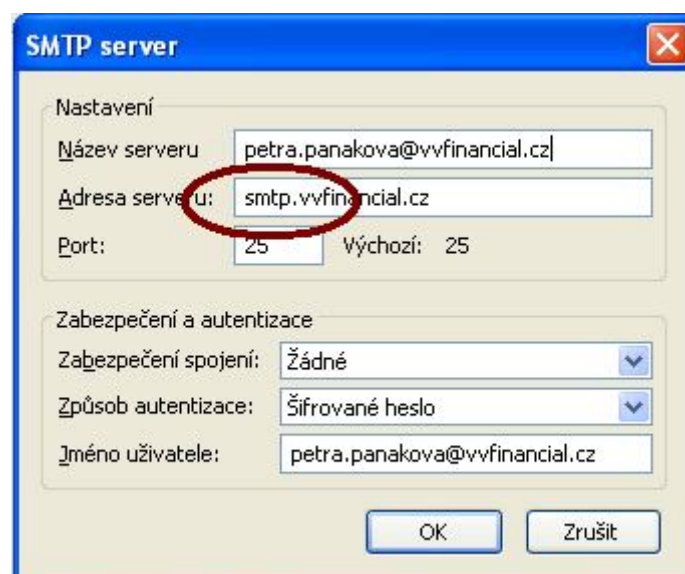 SMTP server
Nastavení
Název serveru petra.panakova@vvfinancial.cz
Adresa serveru: smtp.vvfinancial.cz
Port: 25 Výchozí: 25
Zabezpečení a autentizace
Zabezpečení spojení: Žádné
Způsob autentizace: Šifrované heslo
Jméno uživatele: petra.panakova@vvfinancial.cz
OK Zrušit